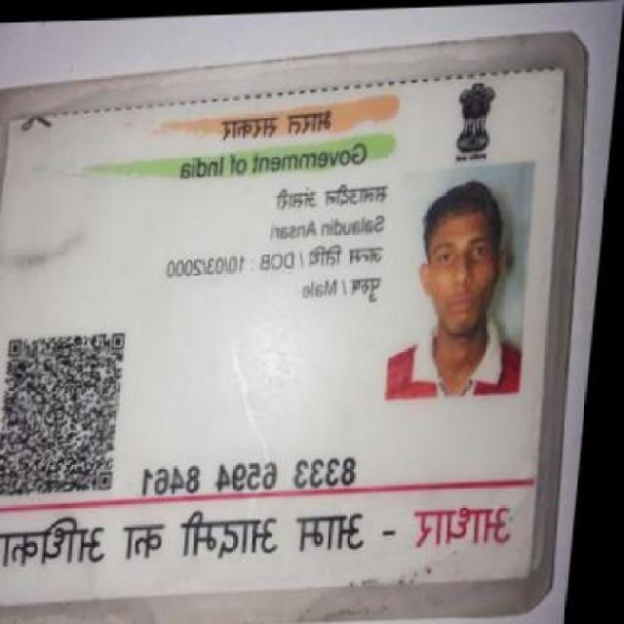 भारत सरकार
Government of India
सलाउदीन अंसारी
Salaudin Ansari
जन्म तिथि / DOB : 10/03/2000
पुरुष / Male
8333 6594 8461
आधार - आम आदमी का अधिकार